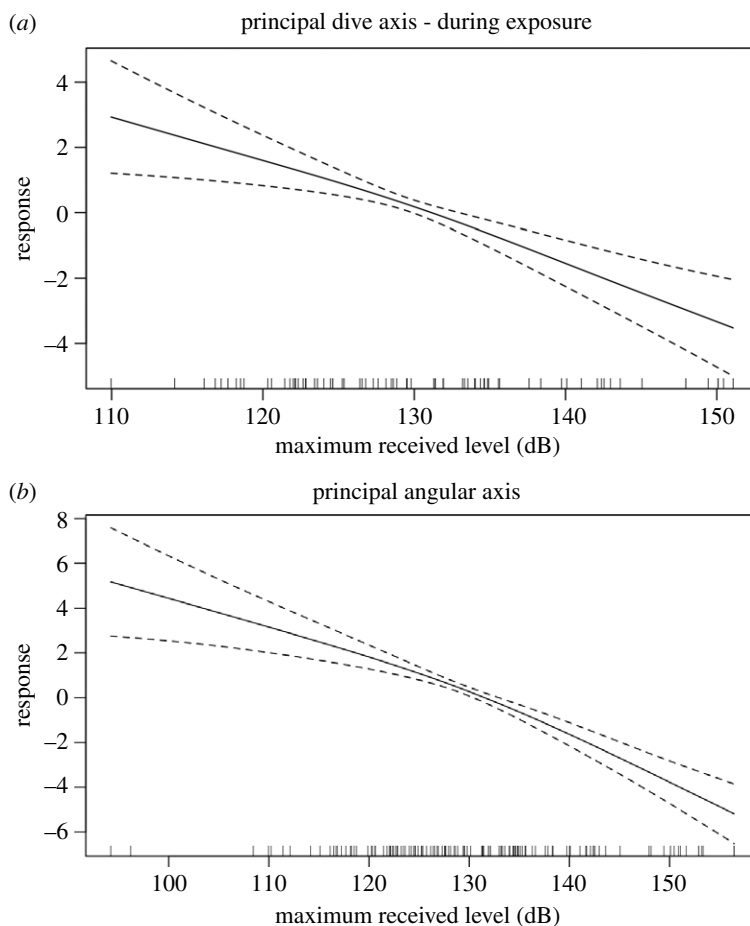 (a) principal dive axis - during exposure
response
4
2
0
–2
–4
110 120 130 140 150
maximum received level (dB)
(b) principal angular axis
response
8
6
4
2
0
–2
–4
–6
100 110 120 130 140 150
maximum received level (dB)